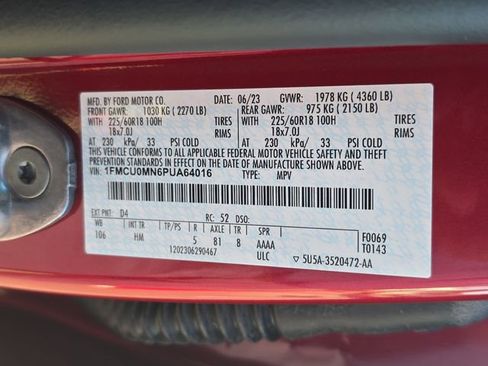 MFD. BY FORD MOTOR CO. DATE: 06/23 GVWR: 1978 KG ( 4360 LB)
FRONT GAWR: 1030 KG ( 2270 LB) REAR GAWR: 975 KG ( 2150 LB)
WITH 225/60R18 100H TIRES WITH 225/60R18 100H TIRES
18x7.0J RIMS 18x7.0J RIMS
AT 230 kPa/ 33 PSI COLD AT 230 kPa/ 33 PSI COLD
THIS VEHICLE CONFORMS TO ALL APPLICABLE FEDERAL MOTOR VEHICLE SAFETY AND THEFT PREVENTION STANDARDS IN EFFECT ON THE DATE OF MANUFACTURE SHOWN ABOVE.
VIN: 1FMCU0MN6PUA64016 TYPE: MPV
EXT PNT: D4 RC: 52 DSO:
WB INT TR TP/PS R AXLE TR SPR F0069
106 HM 5 81 8 AAAA T0143
1202306290467 ULC ▽ 5U5A-3520472-AA